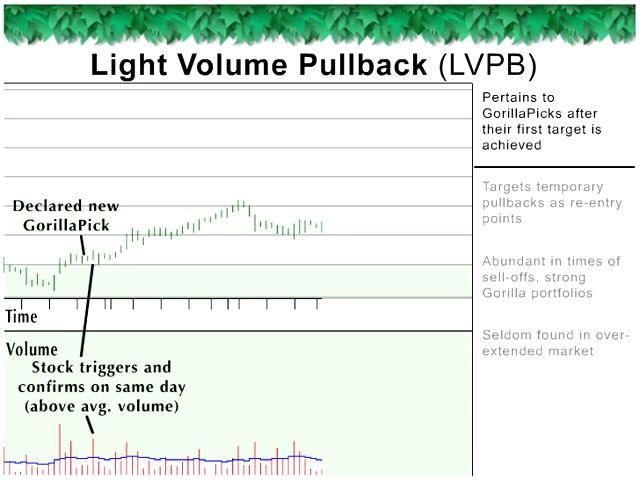 Light Volume Pullback (LVPB)
Pertains to
GorillaPicks after
their first target is
achieved
Targets temporary
pullbacks as re-entry
points
Abundant in times of
sell-offs, strong
Gorilla portfolios
Seldom found in over-
extended market
Declared new
GorillaPick
Time
Volume
Stock triggers and
confirms on same day
(above avg. volume)